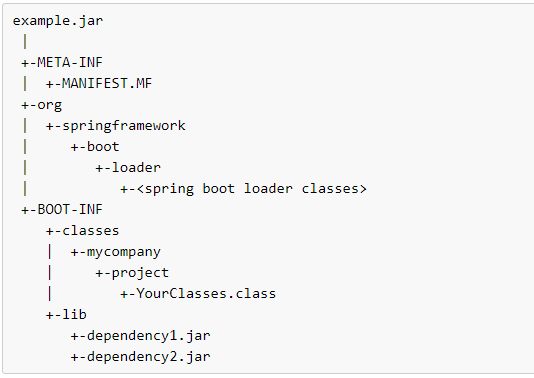 example.jar
 |
 +-META-INF
 |  +-MANIFEST.MF
 +-org
 |  +-springframework
 |     +-boot
 |        +-loader
 |           +-<spring boot loader classes>
 +-BOOT-INF
    +-classes
    |  +-mycompany
    |     +-project
    |        +-YourClasses.class
    +-lib
       +-dependency1.jar
       +-dependency2.jar